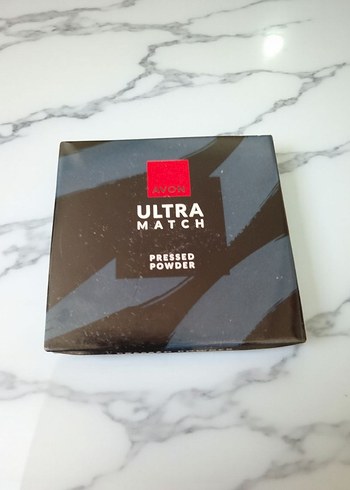 AVON
ULTRA
MATCH
PRESSED
POWDER